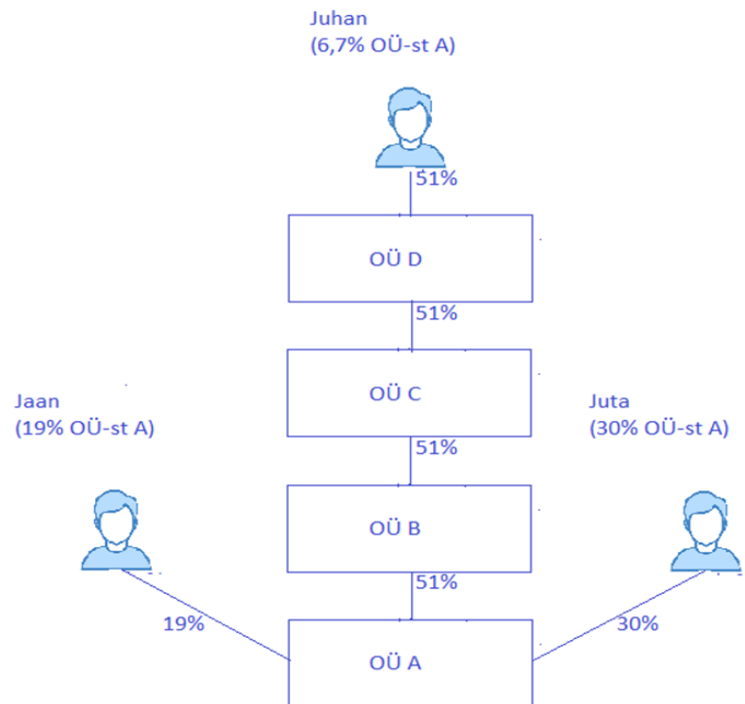 Juhan
(6,7% OÜ-st A)
51%
OÜ D
51%
OÜ C
Jaan
(19% OÜ-st A)
Juta
(30% OÜ-st A)
51%
OÜ B
51%
19%
30%
OÜ A